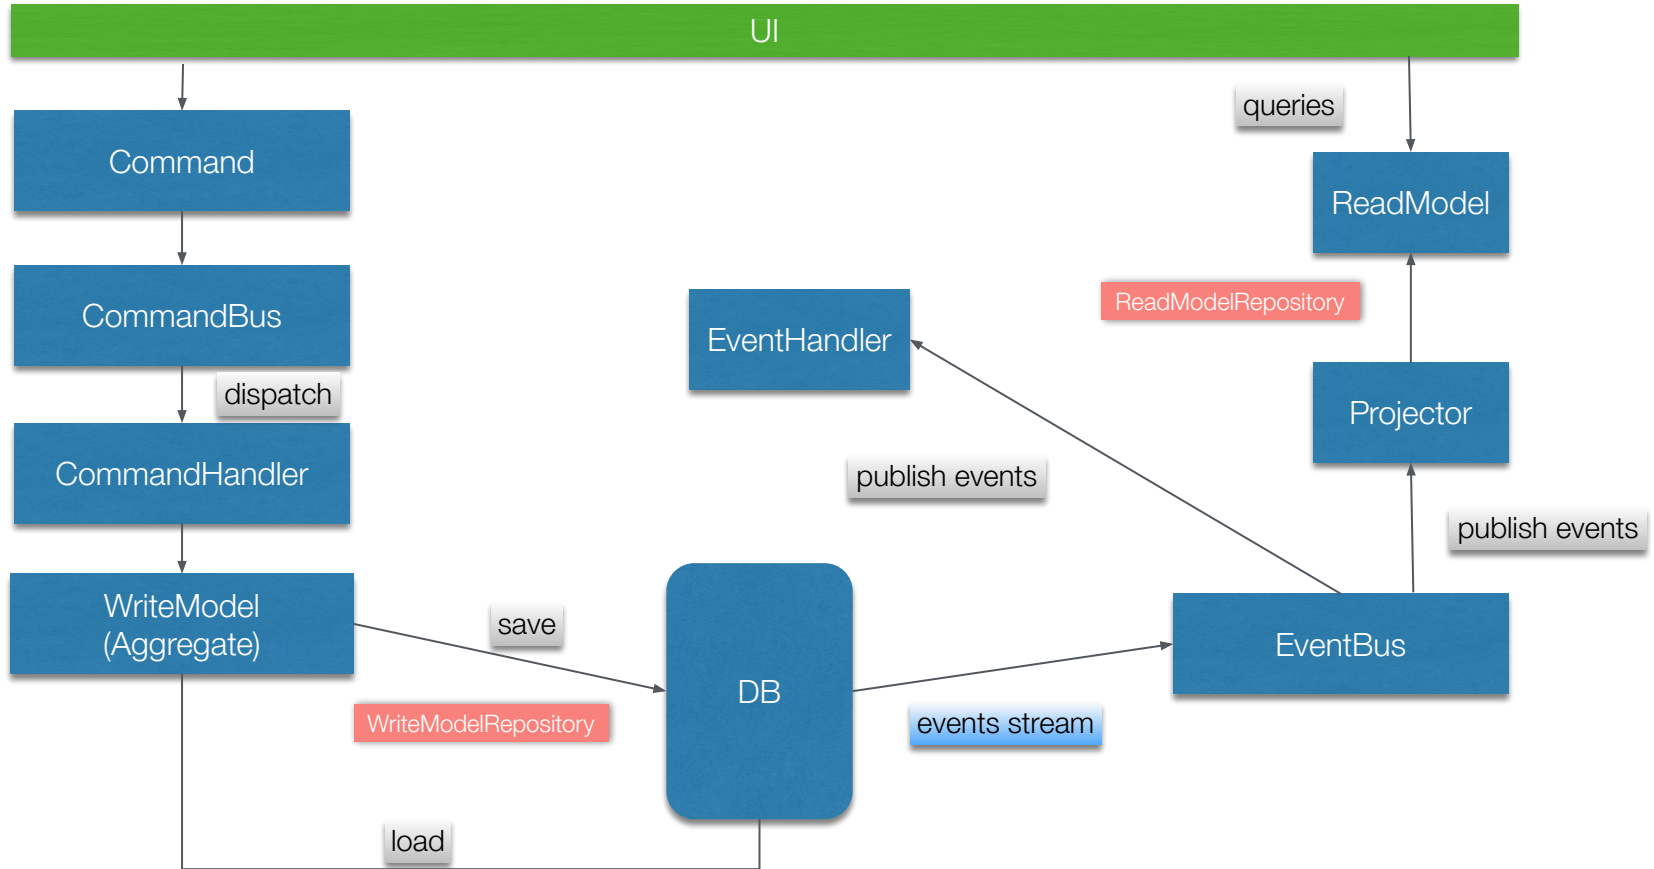 UI
Command
queries
ReadModel
CommandBus
ReadModelRepository
EventHandler
dispatch
Projector
CommandHandler
publish events
publish events
WriteModel
(Aggregate)
save
EventBus
DB
WriteModelRepository
events stream
load